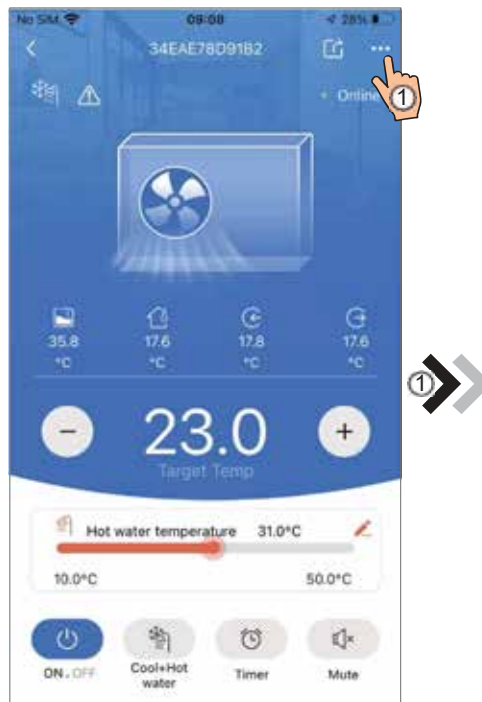 No SIM 09:08 28%
34EAE78D91B2
Online
①
35.8 17.6 17.8 17.6
°C °C °C °C
①
− 23.0 +
Target Temp
Hot water temperature 31.0°C
10.0°C 50.0°C
ON/OFF Cool+Hot water Timer Mute